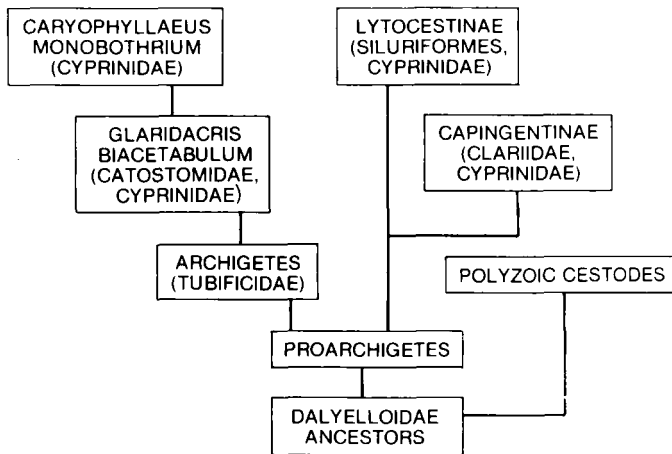 CARYOPHYLLAEUS
MONOBOTHRIUM
(CYPRINIDAE)
LYTOCESTINAE
(SILURIFORMES,
CYPRINIDAE)
GLARIDACRIS
BIACETABULUM
(CATOSTOMIDAE,
CYPRINIDAE)
CAPINGENTINAE
(CLARIIDAE,
CYPRINIDAE)
ARCHIGETES
(TUBIFICIDAE)
POLYZOIC CESTODES
PROARCHIGETES
DALYELLOIDAE
ANCESTORS